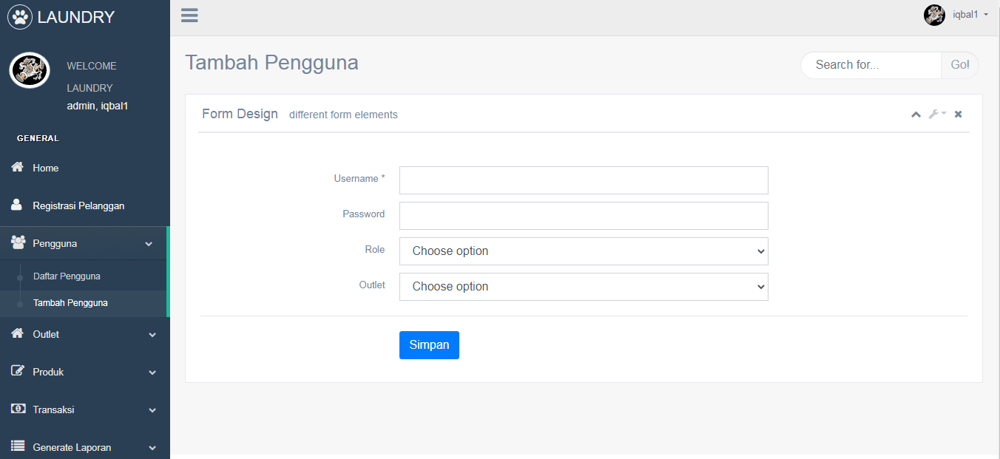 LAUNDRY
iqbal1
WELCOME
LAUNDRY
admin, iqbal1
GENERAL
Home
Registrasi Pelanggan
Pengguna
Daftar Pengguna
Tambah Pengguna
Outlet
Produk
Transaksi
Generate Laporan
Tambah Pengguna
Search for...
Go!
Form Design different form elements
Username *
Password
Role Choose option
Outlet Choose option
Simpan